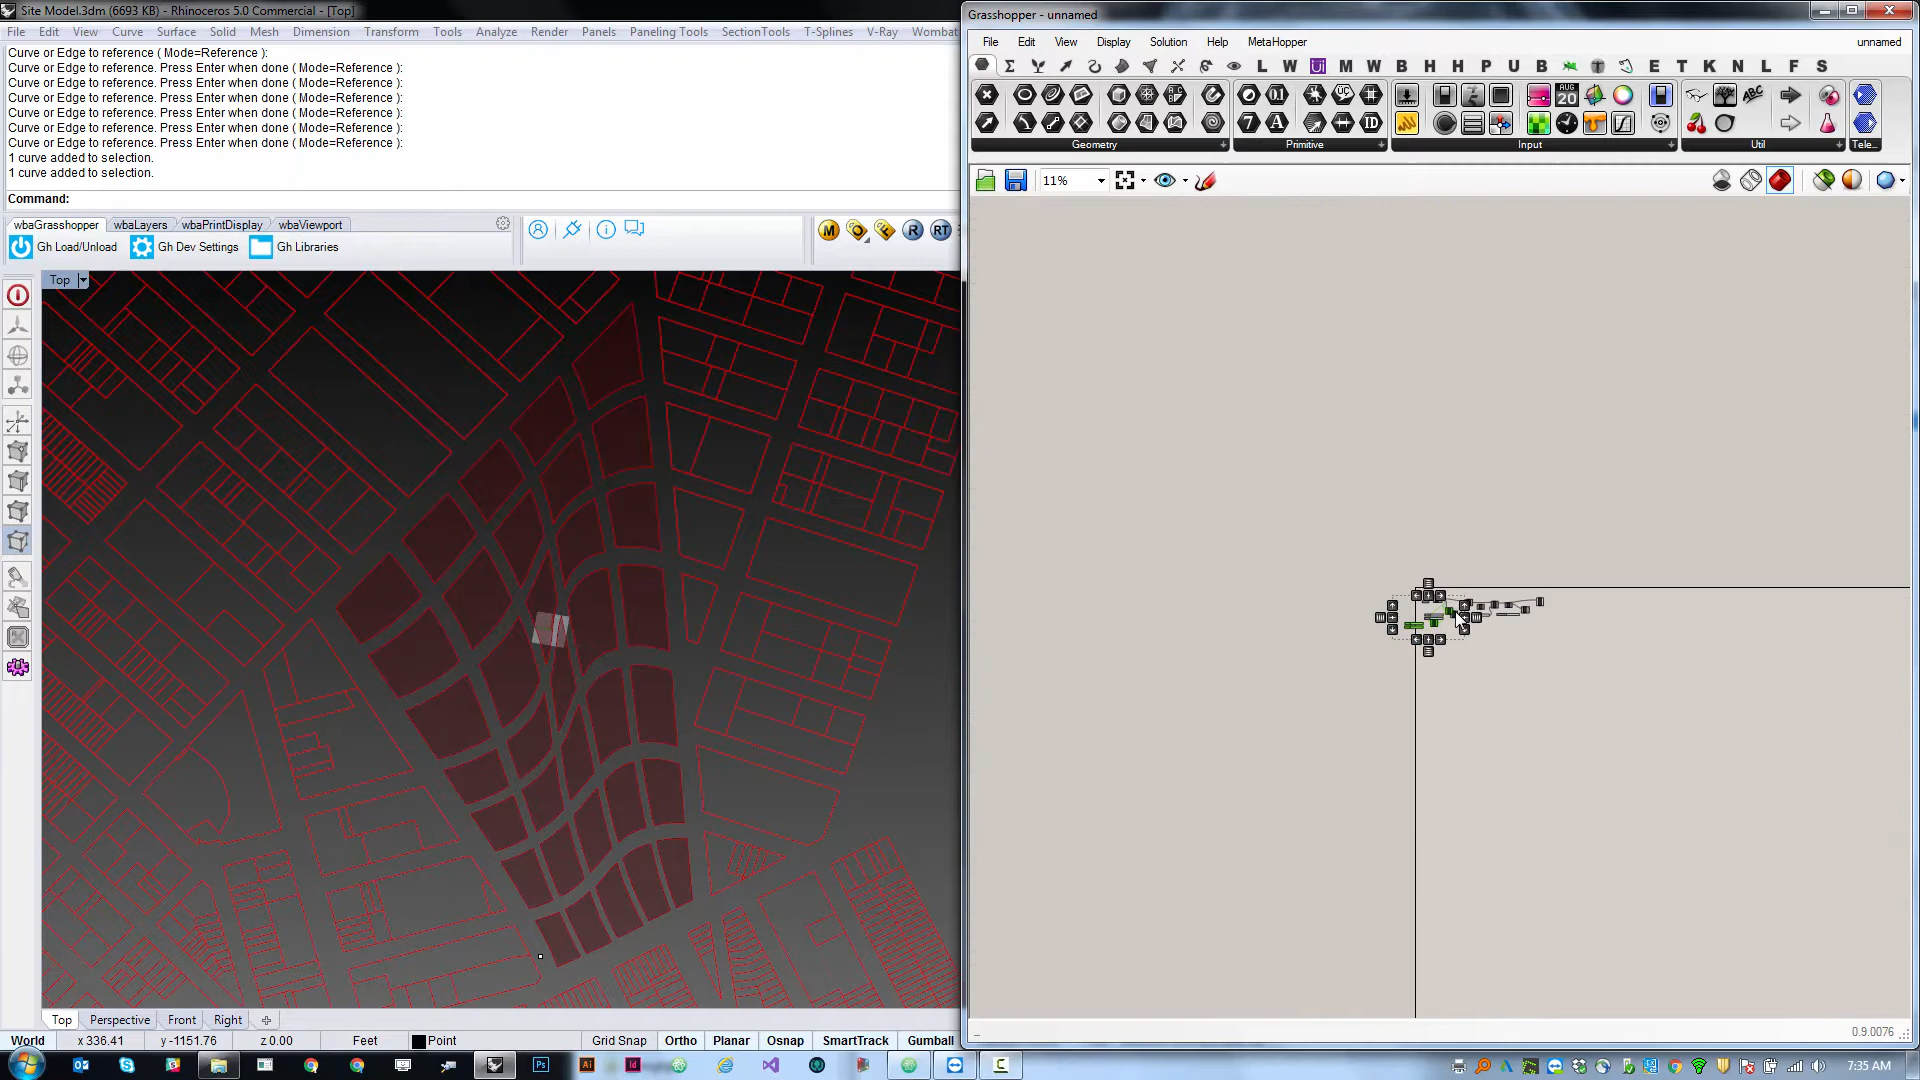 Site Model.3dm (6693 KB) - Rhinoceros 5.0 Commercial - [Top]
File Edit View Curve Surface Solid Mesh Dimension Transform Tools Analyze Render Panels Paneling Tools SectionTools T-Splines V-Ray Wombat
Curve or Edge to reference ( Mode=Reference ):
Curve or Edge to reference. Press Enter when done ( Mode=Reference ):
Curve or Edge to reference. Press Enter when done ( Mode=Reference ):
Curve or Edge to reference. Press Enter when done ( Mode=Reference ):
Curve or Edge to reference. Press Enter when done ( Mode=Reference ):
Curve or Edge to reference. Press Enter when done ( Mode=Reference ):
Curve or Edge to reference. Press Enter when done ( Mode=Reference ):
1 curve added to selection.
1 curve added to selection.
Command:
wbaGrasshopper wbaLayers wbaPrintDisplay wbaViewport
Gh Load/Unload Gh Dev Settings Gh Libraries
M O F R RT
Top
Top Perspective Front Right
World x 336.41 y -1151.76 z 0.00 Feet Point Grid Snap Ortho Planar Osnap SmartTrack Gumball
Grasshopper - unnamed
File Edit View Display Solution Help MetaHopper unnamed
L W Ui M W B H H P U B E T K N L F S
Geometry Primitive Input Util Tele...
11%
0.9.0076
7:35 AM